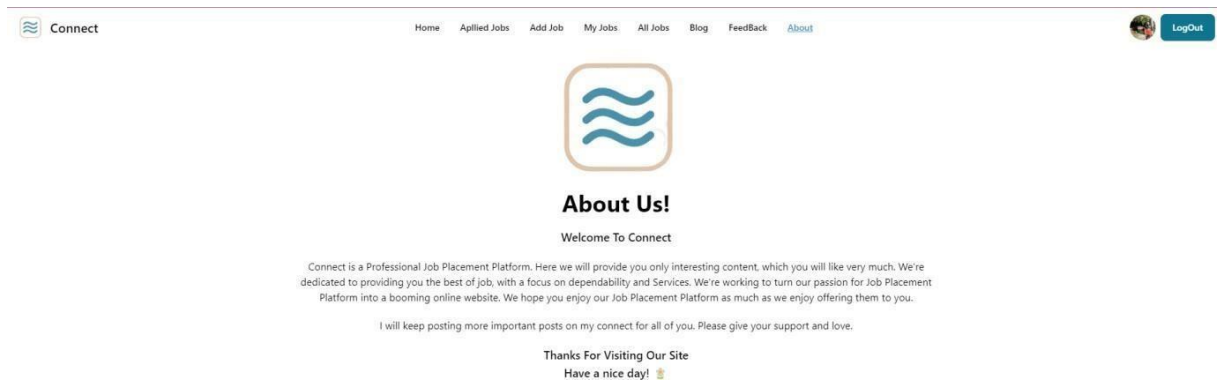 Connect
Home Apllied Jobs Add Job My Jobs All Jobs Blog FeedBack About
LogOut
About Us!
Welcome To Connect
Connect is a Professional Job Placement Platform. Here we will provide you only interesting content, which you will like very much. We're
dedicated to providing you the best of job, with a focus on dependability and Services. We're working to turn our passion for Job Placement
Platform into a booming online website. We hope you enjoy our Job Placement Platform as much as we enjoy offering them to you.
I will keep posting more important posts on my connect for all of you. Please give your support and love.
Thanks For Visiting Our Site
Have a nice day!